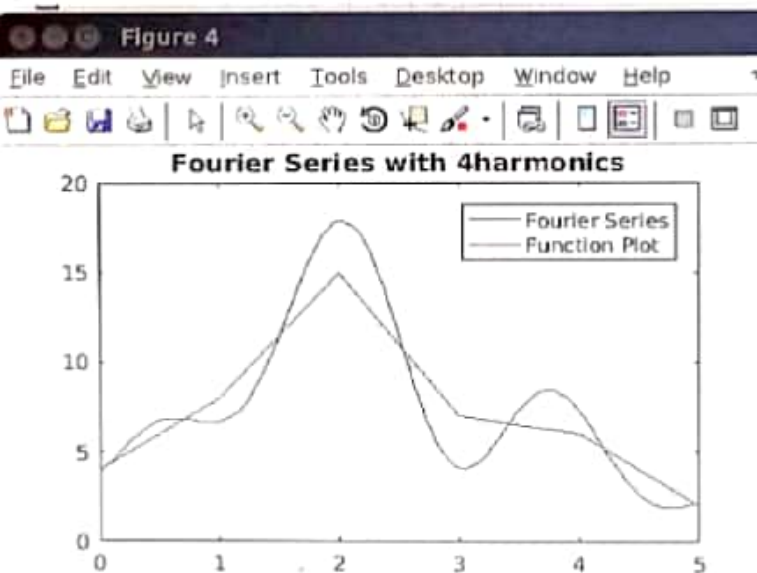 Figure 4
File Edit View Insert Tools Desktop Window Help
Fourier Series with 4harmonics
20
15
10
5
0
Fourier Series
Function Plot
0 1 2 3 4 5